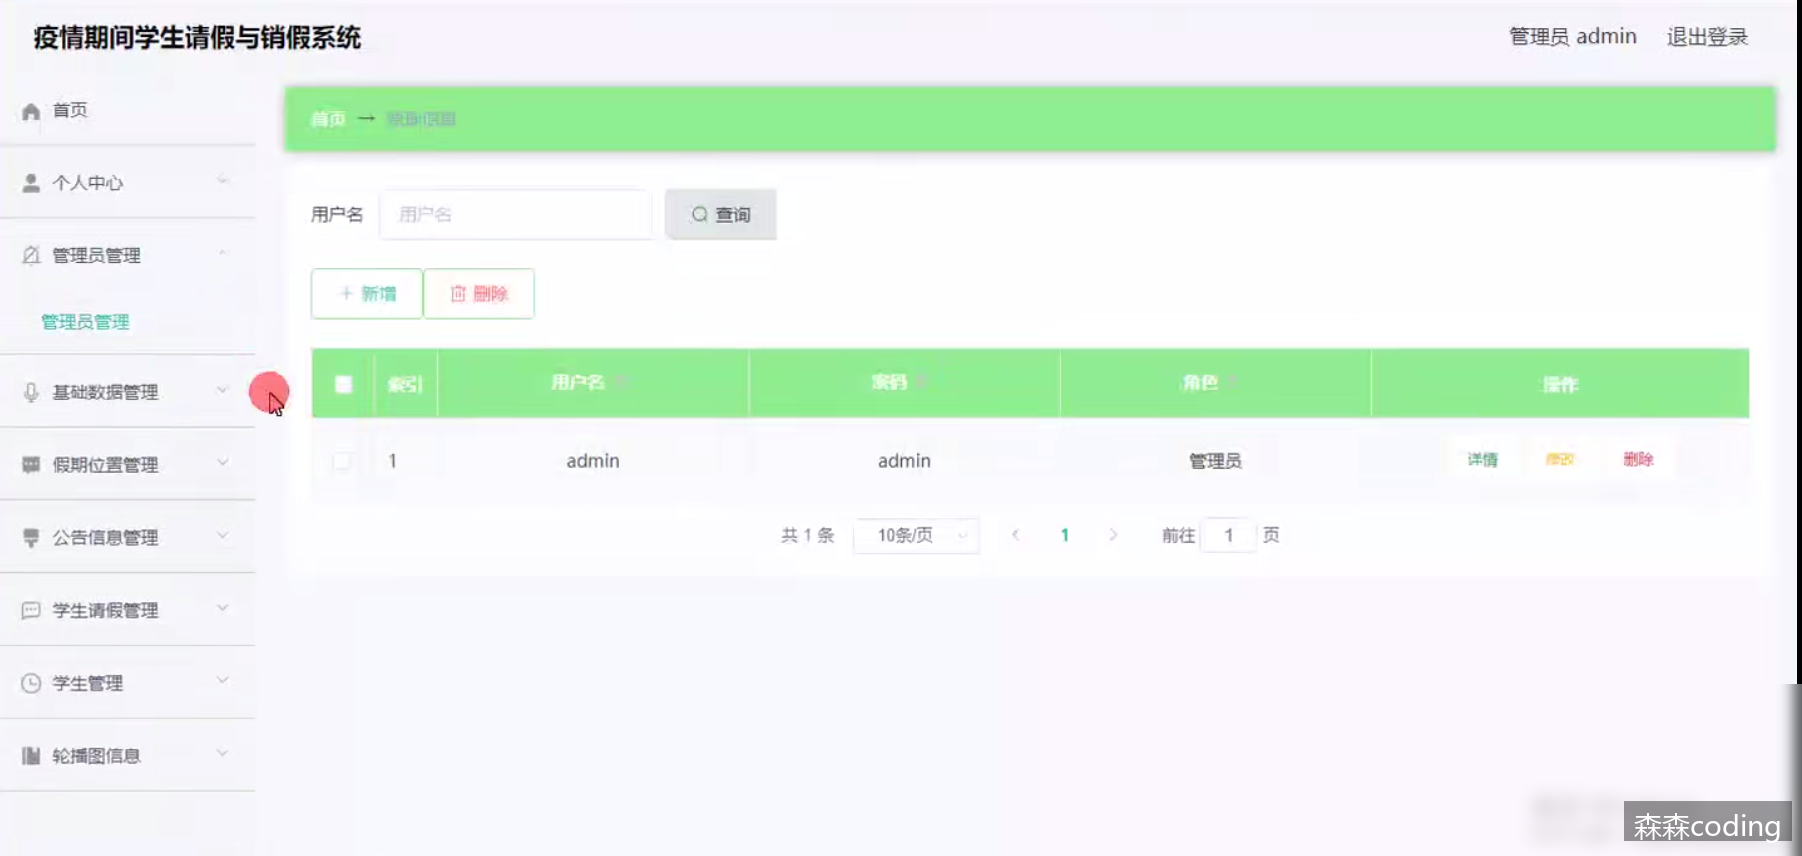 疫情期间学生请假与销假系统
管理员 admin 退出登录
首页
首页 →
个人中心
用户名 用户名 查询
管理员管理
新增 删除
管理员管理
基础数据管理
索引 用户名 密码 角色 操作
1 admin admin 管理员 详情 修改 删除
假期位置管理
公告信息管理
共 1 条 10条/页 1 前往 1 页
学生请假管理
学生管理
轮播图信息
森森coding